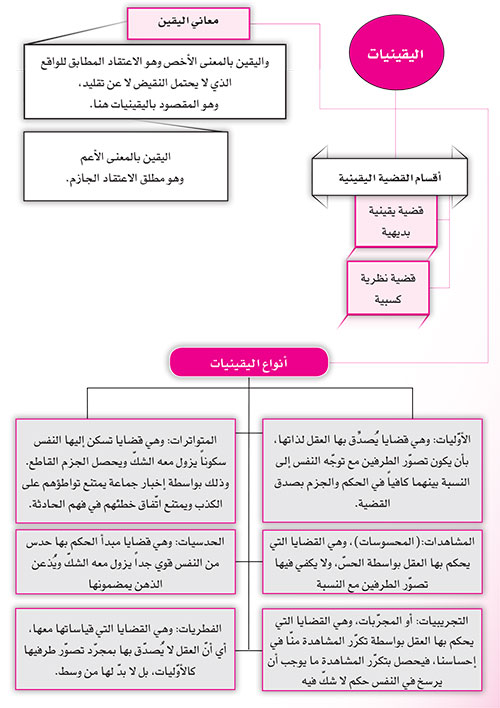 اليقينيات
معاني اليقين
واليقين بالمعنى الأخص وهو الاعتقاد المطابق للواقع
الذي لا يحتمل النقيض لا عن تقليد،
وهو المقصود باليقينيات هنا.
اليقين بالمعنى الأعم
وهو مطلق الاعتقاد الجازم.
أقسام القضية اليقينية
قضية يقينية
بديهية
قضية نظرية
كسبية
أنواع اليقينيات
الأوّليات: وهي قضايا يُصدِّق بها العقل لذاتها،
بأن يكون تصوّر الطرفين مع توجّه النفس إلى
النسبة بينهما كافياً في الحكم والجزم بصدق
القضية.
المتواترات: وهي قضايا تسكن إليها النفس
سكوناً يزول معه الشكّ ويحصل الجزم القاطع.
وذلك بواسطة إخبار جماعة يمتنع تواطؤهم على
الكذب ويمتنع اتّفاق خطئهم في فهم الحادثة.
المشاهدات: (المحسوسات)، وهي القضايا التي
يحكم بها العقل بواسطة الحسّ، ولا يكفي فيها
تصوّر الطرفين مع النسبة
الحدسيات: وهي قضايا مبدأ الحكم بها حدس
من النفس قوي جداً يزول معه الشكّ ويُذعن
الذهن بمضمونها
التجريبيات: أو المجرّبات، وهي القضايا التي
يحكم بها العقل بواسطة تكرّر المشاهدة منّا في
إحساسنا، فيحصل بتكرّر المشاهدة ما يوجب أن
يرسخ في النفس حكم لا شكّ فيه
الفطريات: وهي القضايا التي قياساتها معها،
أي أنّ العقل لا يُصدّق بها بمجرّد تصوّر طرفيها
كالأوّليات، بل لا بدّ لها من وسط.